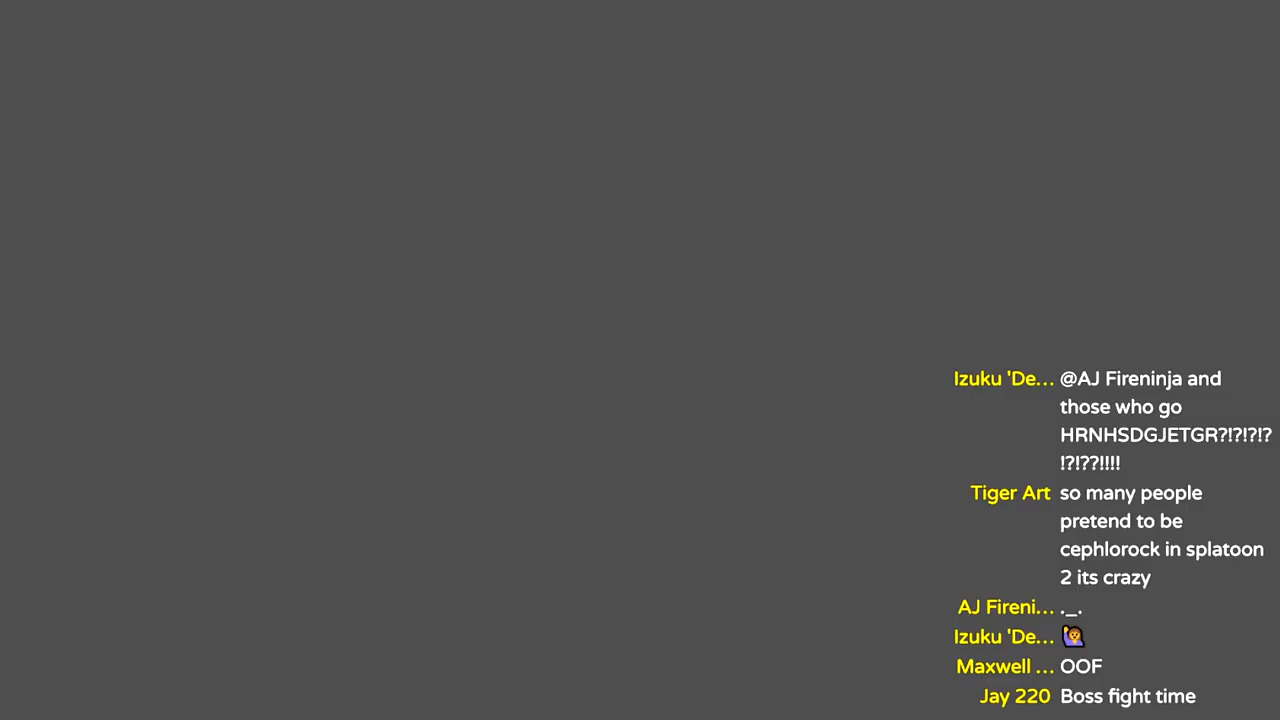 Izuku 'De... @AJ Fireninja and
those who go
HRNHSDGJETGR?!?!?!?
!?!??!!!!
Tiger Art so many people
pretend to be
cephlorock in splatoon
2 its crazy
AJ Fireni... ._.
Izuku 'De... 🙋
Maxwell ... OOF
Jay 220 Boss fight time